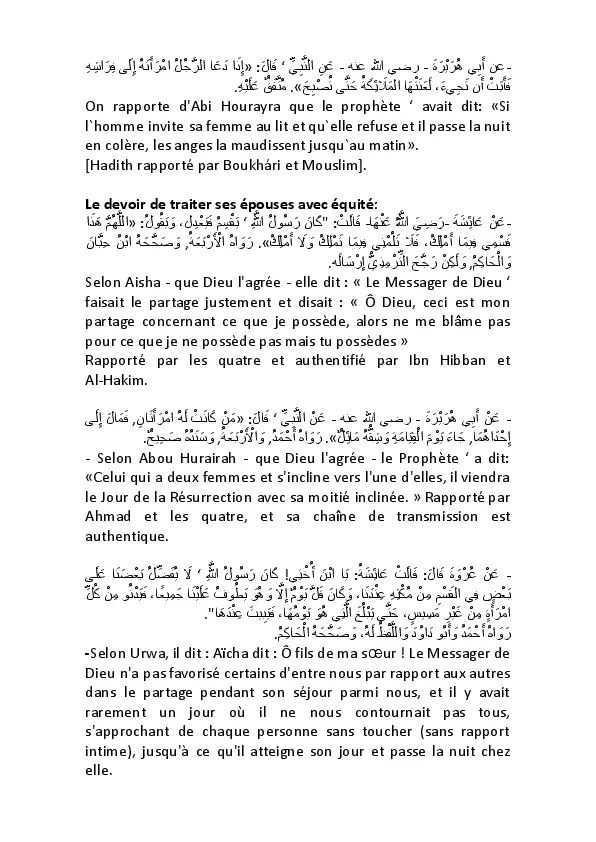 -عن أَبِي هُرَيْرَةَ - رضى الله عنه - عَنِ النَّبِيِّ ‘ قَالَ: «إِذَا دَعَا الرَّجُلُ امْرَأَتَهُ إِلَى فِرَاشِهِ
فَأَبَتْ أَن تَجِيءَ، لَعَنَتْهَا الْمَلَائِكَةُ حَتَّى تُصْبِحَ». مُتَّفَقٌ عَلَيْهِ.
On rapporte d'Abi Hourayra que le prophète ‘ avait dit: «Si
l`homme invite sa femme au lit et qu`elle refuse et il passe la nuit
en colère, les anges la maudissent jusqu`au matin».
[Hadith rapporté par Boukhári et Mouslim].
Le devoir de traiter ses épouses avec équité:
-عَنْ عَائِشَةَ -رَضِيَ اللَّهُ عَنْهَا- قَالَتْ: "كَانَ رَسُولُ اللَّهِ ‘ يَقْسِمُ فَيَعْدِلُ، وَيَقُولُ: «اللَّهُمَّ هَذَا
قَسْمِي فِيمَا أَمْلِكُ، فَلَا تَلُمْنِي فِيمَا تَمْلِكُ وَلَا أَمْلِكُ». رَوَاهُ الْأَرْبَعَةُ, وَصَحَّحَهُ ابْنُ حِبَّانَ
وَالْحَاكِمُ, وَلَكِنْ رَجَّحَ التِّرْمِذِيُّ إِرْسَالَه.
Selon Aisha - que Dieu l'agrée - elle dit : « Le Messager de Dieu ‘
faisait le partage justement et disait : « Ô Dieu, ceci est mon
partage concernant ce que je possède, alors ne me blâme pas
pour ce que je ne possède pas mais tu possèdes »
Rapporté par les quatre et authentifié par Ibn Hibban et
Al-Hakim.
- عَنْ أَبِي هُرَيْرَةَ - رضى الله عنه - عَنْ النَّبِيِّ ‘ قَالَ: «مَنْ كَانَتْ لَهُ امْرَأَتَانِ, فَمَالَ إِلَى
إِحْدَاهُمَا, جَاءَ يَوْمَ الْقِيَامَةِ وَشِقُّهُ مَائِلٌ». رَوَاهُ أَحْمَدُ, وَالْأَرْبَعَةُ, وَسَنَدُهُ صَحِيحٌ.
- Selon Abou Hurairah - que Dieu l'agrée - le Prophète ‘ a dit:
«Celui qui a deux femmes et s'incline vers l'une d'elles, il viendra
le Jour de la Résurrection avec sa moitié inclinée. » Rapporté par
Ahmad et les quatre, et sa chaîne de transmission est
authentique.
- عَنْ عُرْوَةَ قَالَ: قَالَتْ عَائِشَةُ: يَا ابْنَ أُخْتِي! كَانَ رَسُولُ اللَّهِ ‘ لَا يُفَضِّلُ بَعْضَنَا عَلَى
بَعْضٍ فِي الْقَسْمِ مِنْ مُكْثِهِ عِنْدَنَا، وَكَانَ قَلَّ يَوْمٌ إِلَّا وَهُوَ يَطُوفُ عَلَيْنَا جَمِيعًا، فَيَدْنُو مِنْ كُلِّ
امْرَأَةٍ مِنْ غَيْرِ مَسِيسٍ، حَتَّى يَبْلُغَ الَّتِي هُوَ يَوْمُهَا، فَيَبِيتَ عِنْدَهَا".
رَوَاهُ أَحْمَدُ وَأَبُو دَاوُدَ وَاللَّفْظُ لَهُ، وَصَحَّحَهُ الْحَاكِمُ.
-Selon Urwa, il dit : Aïcha dit : Ô fils de ma sœur ! Le Messager de
Dieu n'a pas favorisé certains d'entre nous par rapport aux autres
dans le partage pendant son séjour parmi nous, et il y avait
rarement un jour où il ne nous contournait pas tous,
s'approchant de chaque personne sans toucher (sans rapport
intime), jusqu'à ce qu'il atteigne son jour et passe la nuit chez
elle.